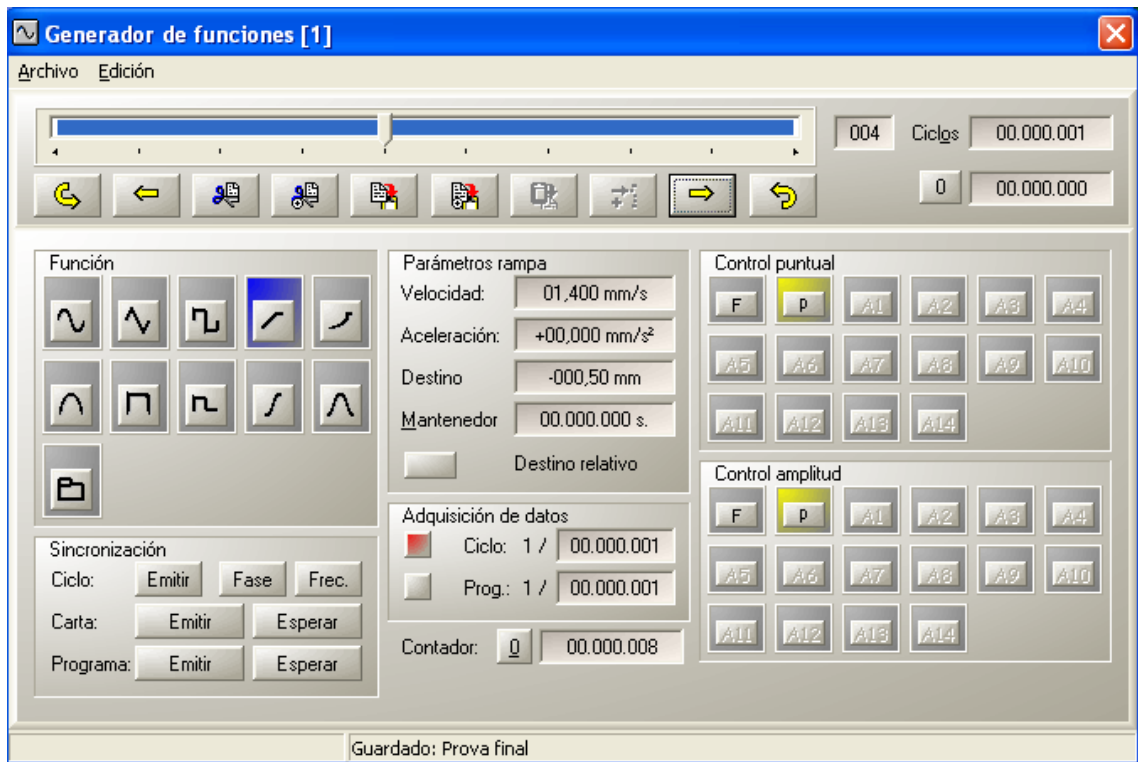 Generador de funciones [1]
Archivo Edición
004 Ciclos 00.000.001
0 00.000.000
Función
Parámetros rampa
Velocidad: 01,400 mm/s
Aceleración: +00,000 mm/s²
Destino -000,50 mm
Mantenedor 00.000.000 s.
Destino relativo
Control puntual
F P A1 A2 A3 A4
A5 A6 A7 A8 A9 A10
A11 A12 A13 A14
Control amplitud
F P A1 A2 A3 A4
A5 A6 A7 A8 A9 A10
A11 A12 A13 A14
Sincronización
Ciclo: Emitir Fase Frec.
Carta: Emitir Esperar
Programa: Emitir Esperar
Adquisición de datos
Ciclo: 1 / 00.000.001
Prog.: 1 / 00.000.001
Contador: 0 00.000.008
Guardado: Prova final